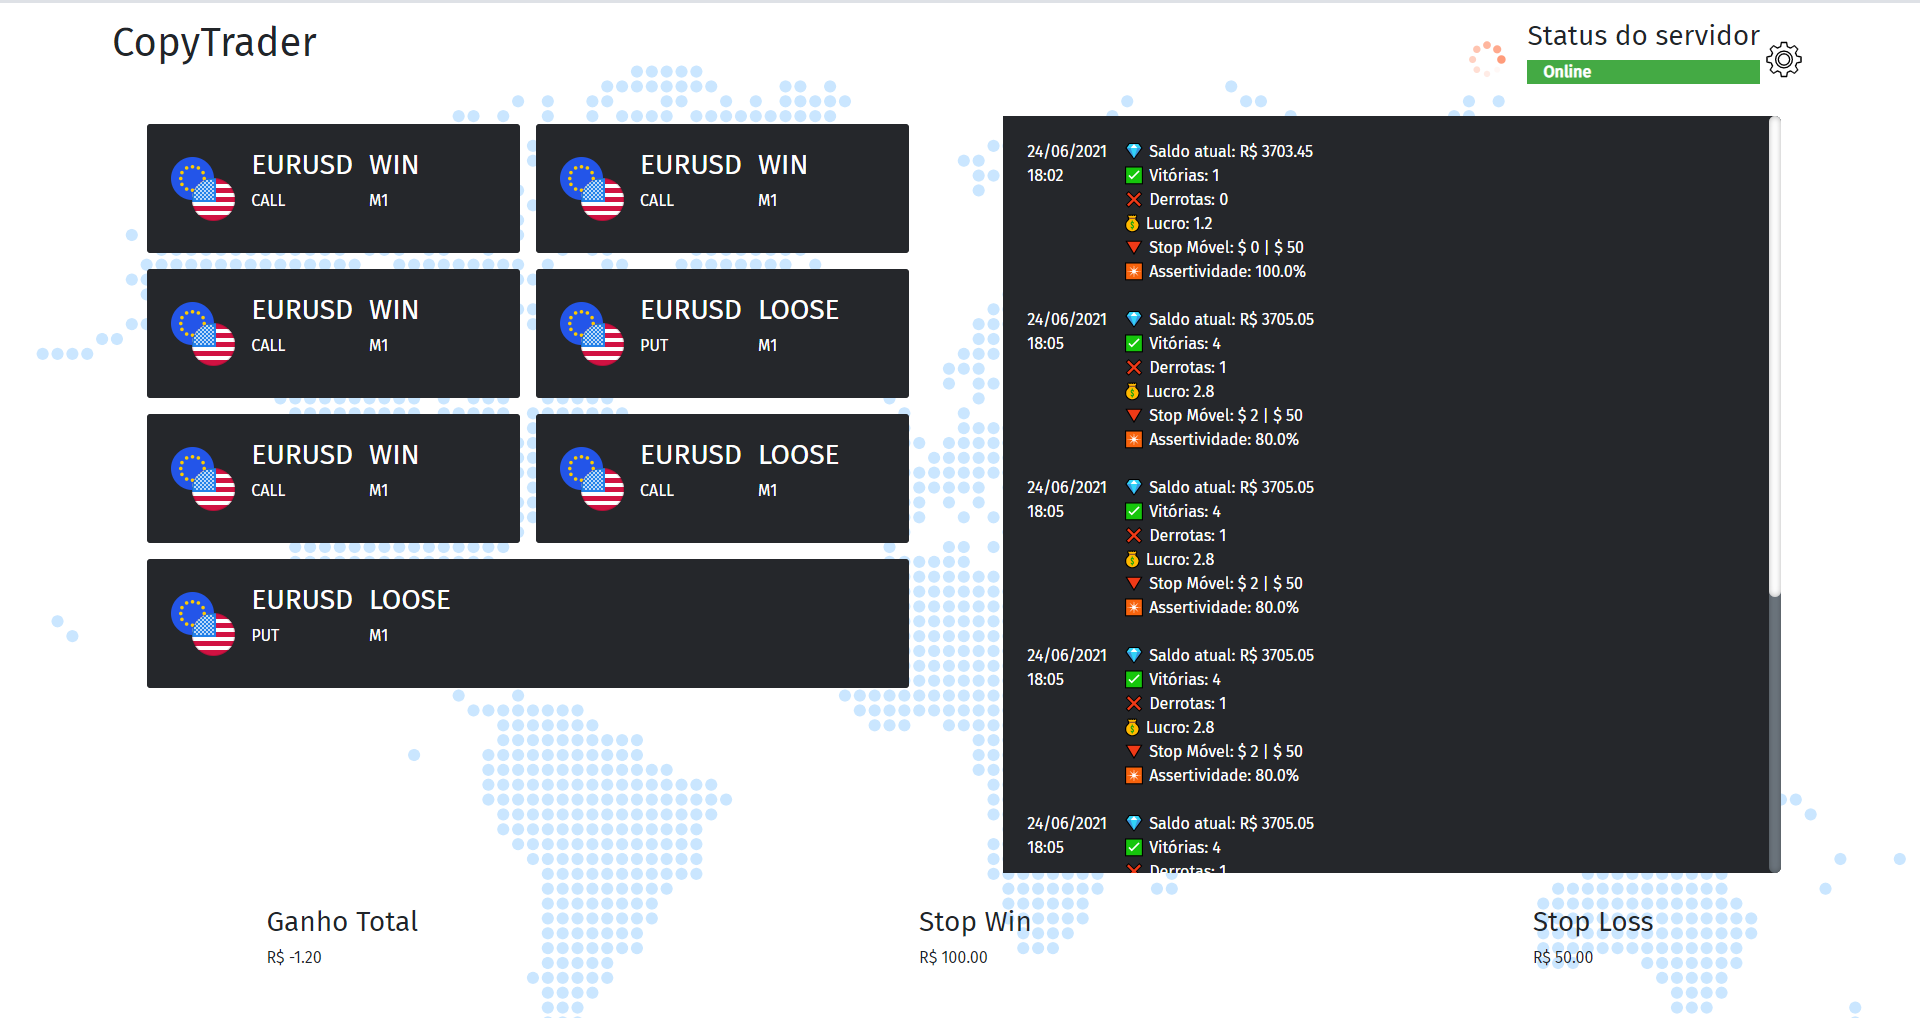 CopyTrader
Status do servidor
Online
EURUSD WIN
CALL M1
EURUSD WIN
CALL M1
EURUSD WIN
CALL M1
EURUSD LOOSE
PUT M1
EURUSD WIN
CALL M1
EURUSD LOOSE
CALL M1
EURUSD LOOSE
PUT M1
24/06/2021 Saldo atual: R$ 3703.45
18:02 Vitórias: 1
Derrotas: 0
Lucro: 1.2
Stop Móvel: $ 0 | $ 50
Assertividade: 100.0%
24/06/2021 Saldo atual: R$ 3705.05
18:05 Vitórias: 4
Derrotas: 1
Lucro: 2.8
Stop Móvel: $ 2 | $ 50
Assertividade: 80.0%
24/06/2021 Saldo atual: R$ 3705.05
18:05 Vitórias: 4
Derrotas: 1
Lucro: 2.8
Stop Móvel: $ 2 | $ 50
Assertividade: 80.0%
24/06/2021 Saldo atual: R$ 3705.05
18:05 Vitórias: 4
Derrotas: 1
Lucro: 2.8
Stop Móvel: $ 2 | $ 50
Assertividade: 80.0%
24/06/2021 Saldo atual: R$ 3705.05
18:05 Vitórias: 4
Derrotas: 1
Ganho Total
R$ -1.20
Stop Win
R$ 100.00
Stop Loss
R$ 50.00